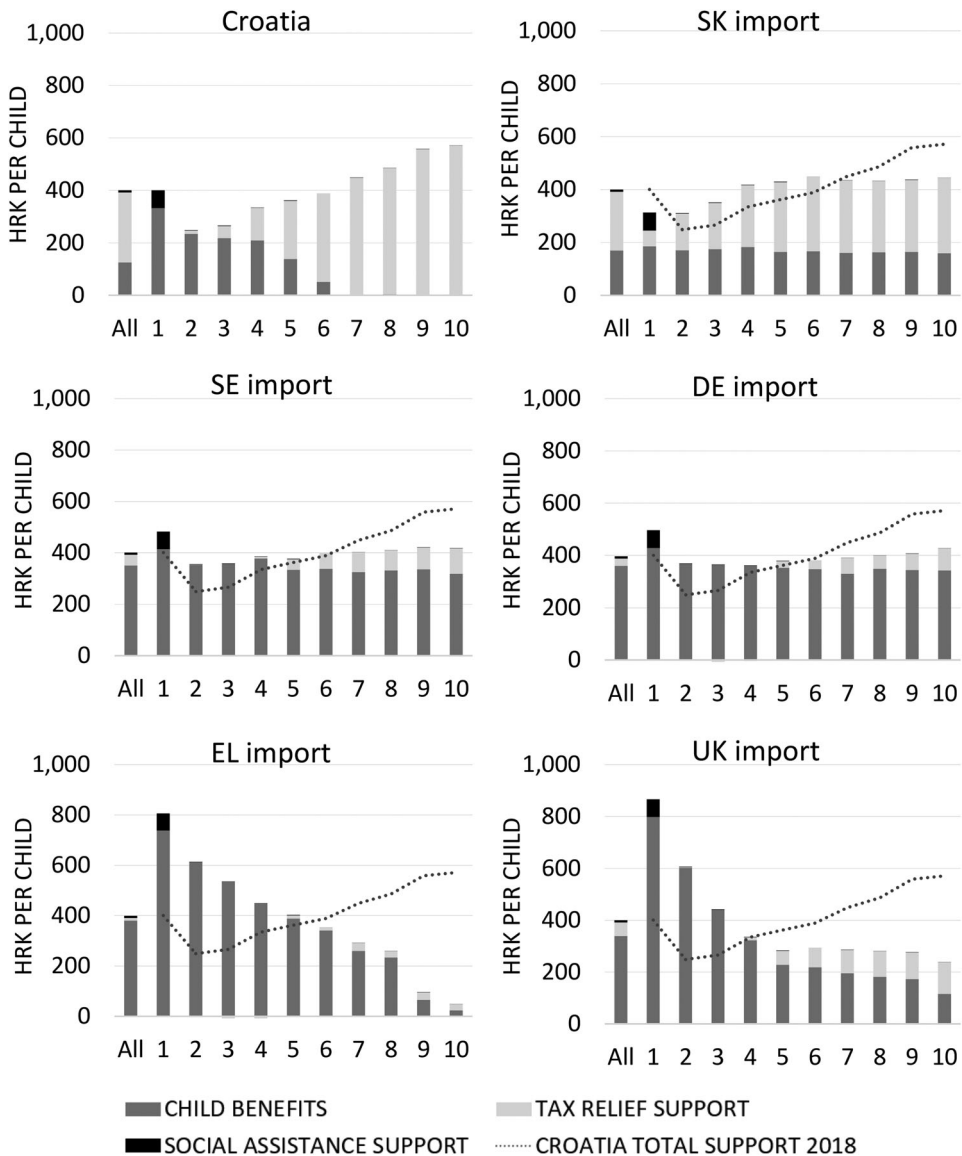 Croatia
1,000
800
600
400
200
0
HRK PER CHILD
All 1 2 3 4 5 6 7 8 9 10
SK import
1,000
800
600
400
200
0
HRK PER CHILD
All 1 2 3 4 5 6 7 8 9 10
SE import
1,000
800
600
400
200
0
HRK PER CHILD
All 1 2 3 4 5 6 7 8 9 10
DE import
1,000
800
600
400
200
0
HRK PER CHILD
All 1 2 3 4 5 6 7 8 9 10
EL import
1,000
800
600
400
200
0
HRK PER CHILD
All 1 2 3 4 5 6 7 8 9 10
UK import
1,000
800
600
400
200
0
HRK PER CHILD
All 1 2 3 4 5 6 7 8 9 10
CHILD BENEFITS
TAX RELIEF SUPPORT
SOCIAL ASSISTANCE SUPPORT
CROATIA TOTAL SUPPORT 2018